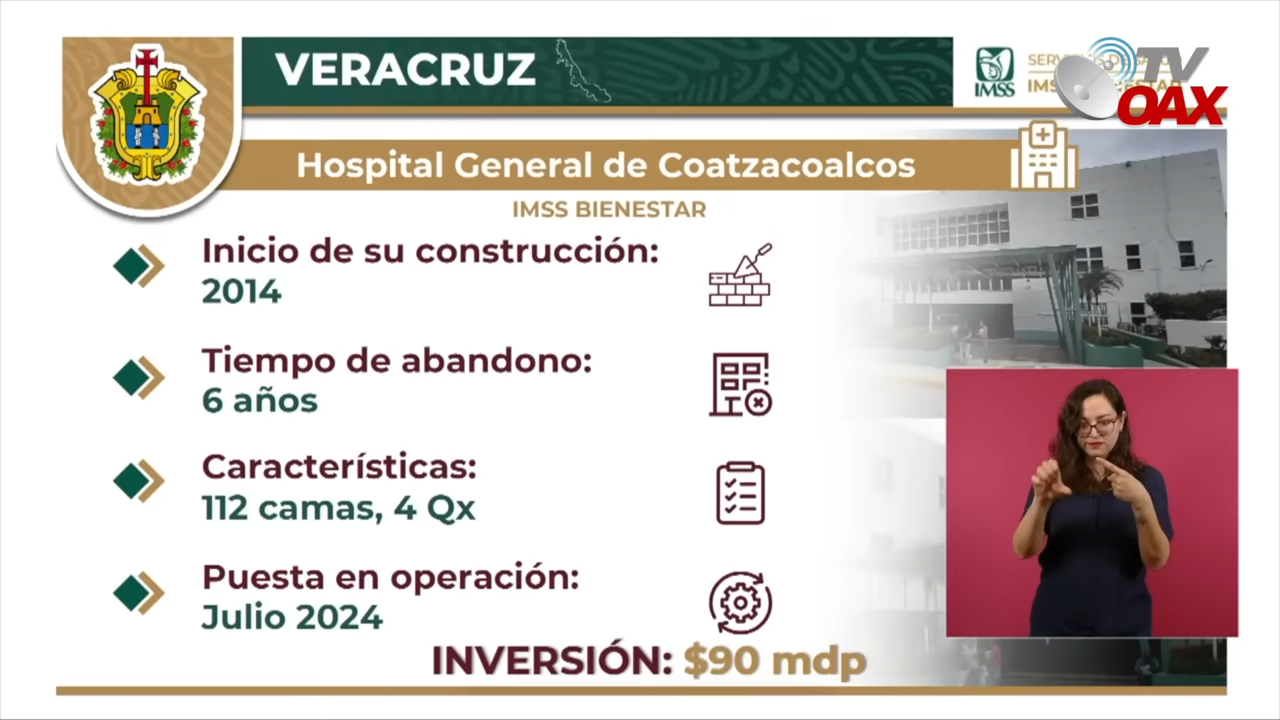 VERACRUZ
IMSS
TV
OAX
Hospital General de Coatzacoalcos
IMSS BIENESTAR
Inicio de su construcción:
2014
Tiempo de abandono:
6 años
Características:
112 camas, 4 Qx
Puesta en operación:
Julio 2024
INVERSIÓN: $90 mdp